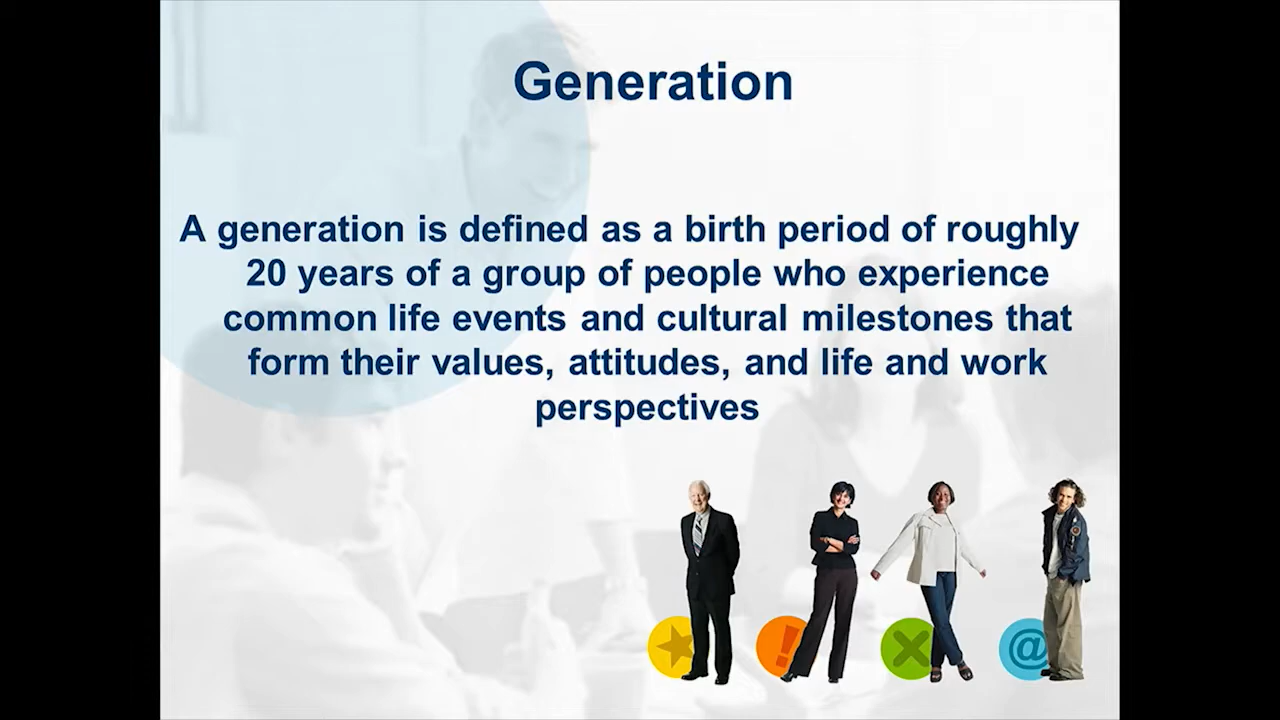 Generation
A generation is defined as a birth period of roughly
20 years of a group of people who experience
common life events and cultural milestones that
form their values, attitudes, and life and work
perspectives
! @